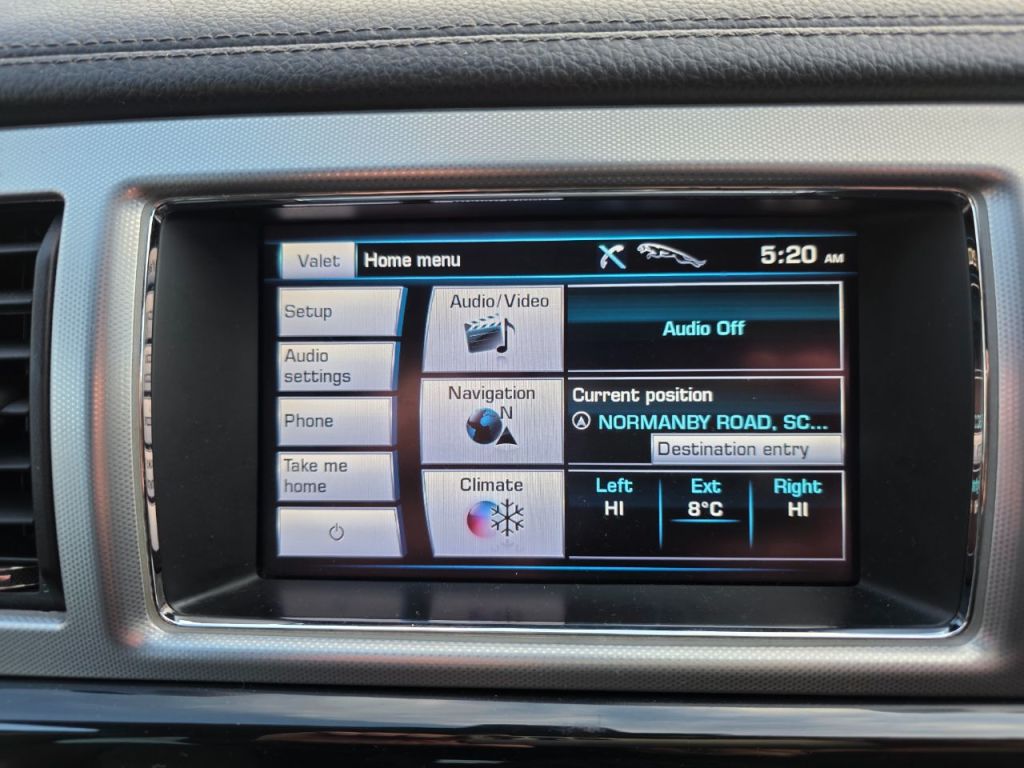 Valet
Home menu
5:20 AM
Setup
Audio
settings
Phone
Take me
home
Audio/Video
Navigation
N
Climate
Audio Off
Current position
NORMANBY ROAD, SC...
Destination entry
Left Ext Right
HI 8°C HI